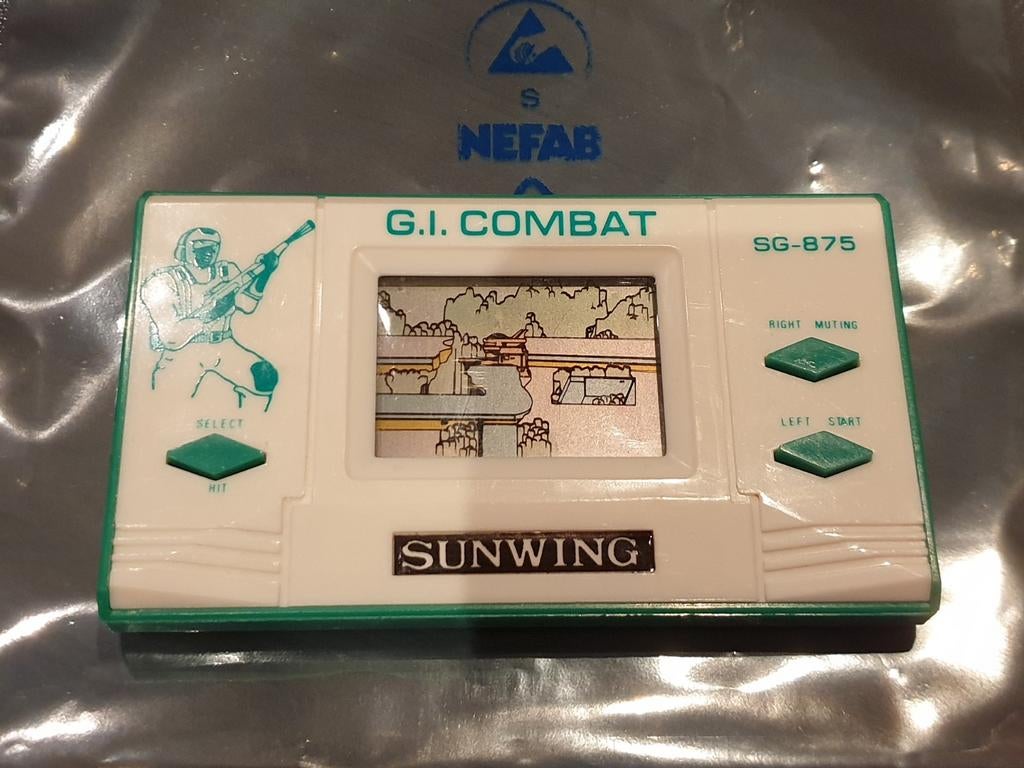 S
NEFAB
G.I. COMBAT
SG-875
RIGHT MUTING
SELECT
HIT
LEFT START
SUNWING